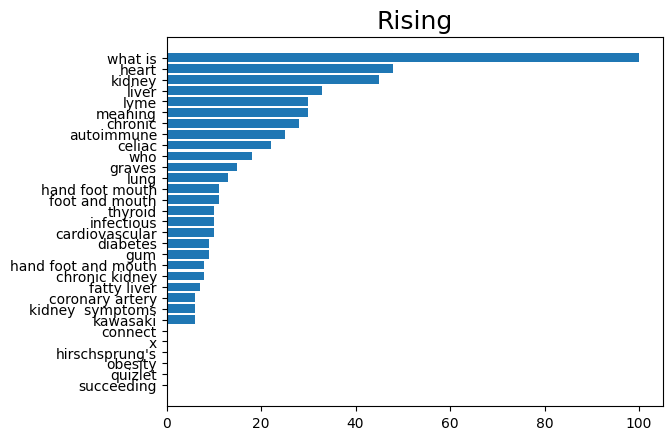 Rising
what is
heart
kidney
liver
lyme
meaning
chronic
autoimmune
celiac
who
graves
lung
hand foot mouth
foot and mouth
thyroid
infectious
cardiovascular
diabetes
gum
hand foot and mouth
chronic kidney
fatty liver
coronary artery
kidney  symptoms
kawasaki
connect
x
hirschsprung's
obesity
quizlet
succeeding
0 20 40 60 80 100